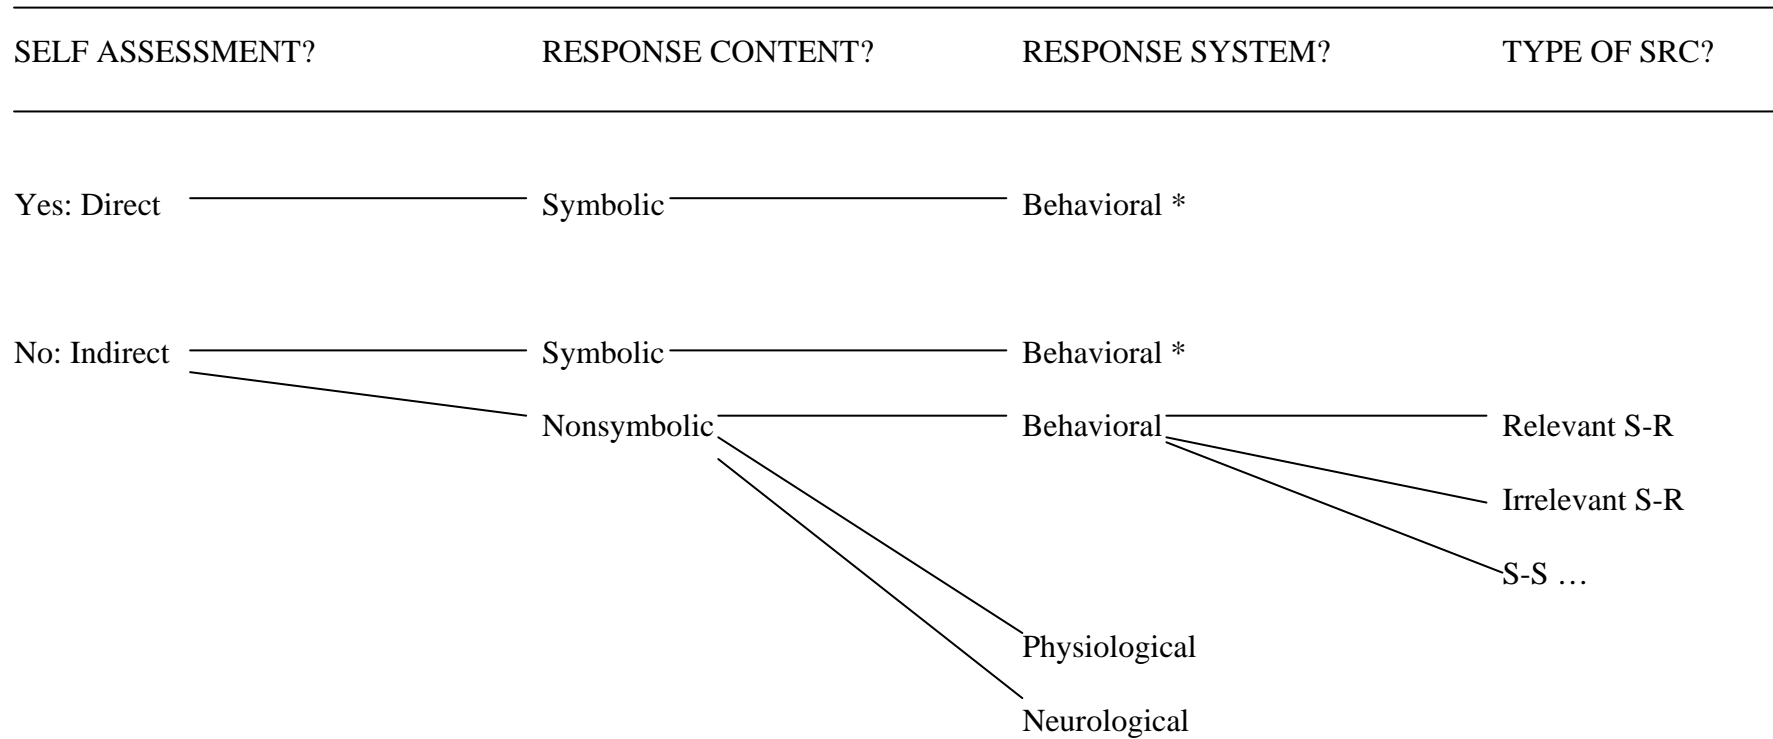 SELF ASSESSMENT? RESPONSE CONTENT? RESPONSE SYSTEM? TYPE OF SRC?
Yes: Direct Symbolic Behavioral *
No: Indirect Symbolic Behavioral *
Nonsymbolic Behavioral Relevant S-R
Irrelevant S-R
S-S …
Physiological
Neurological